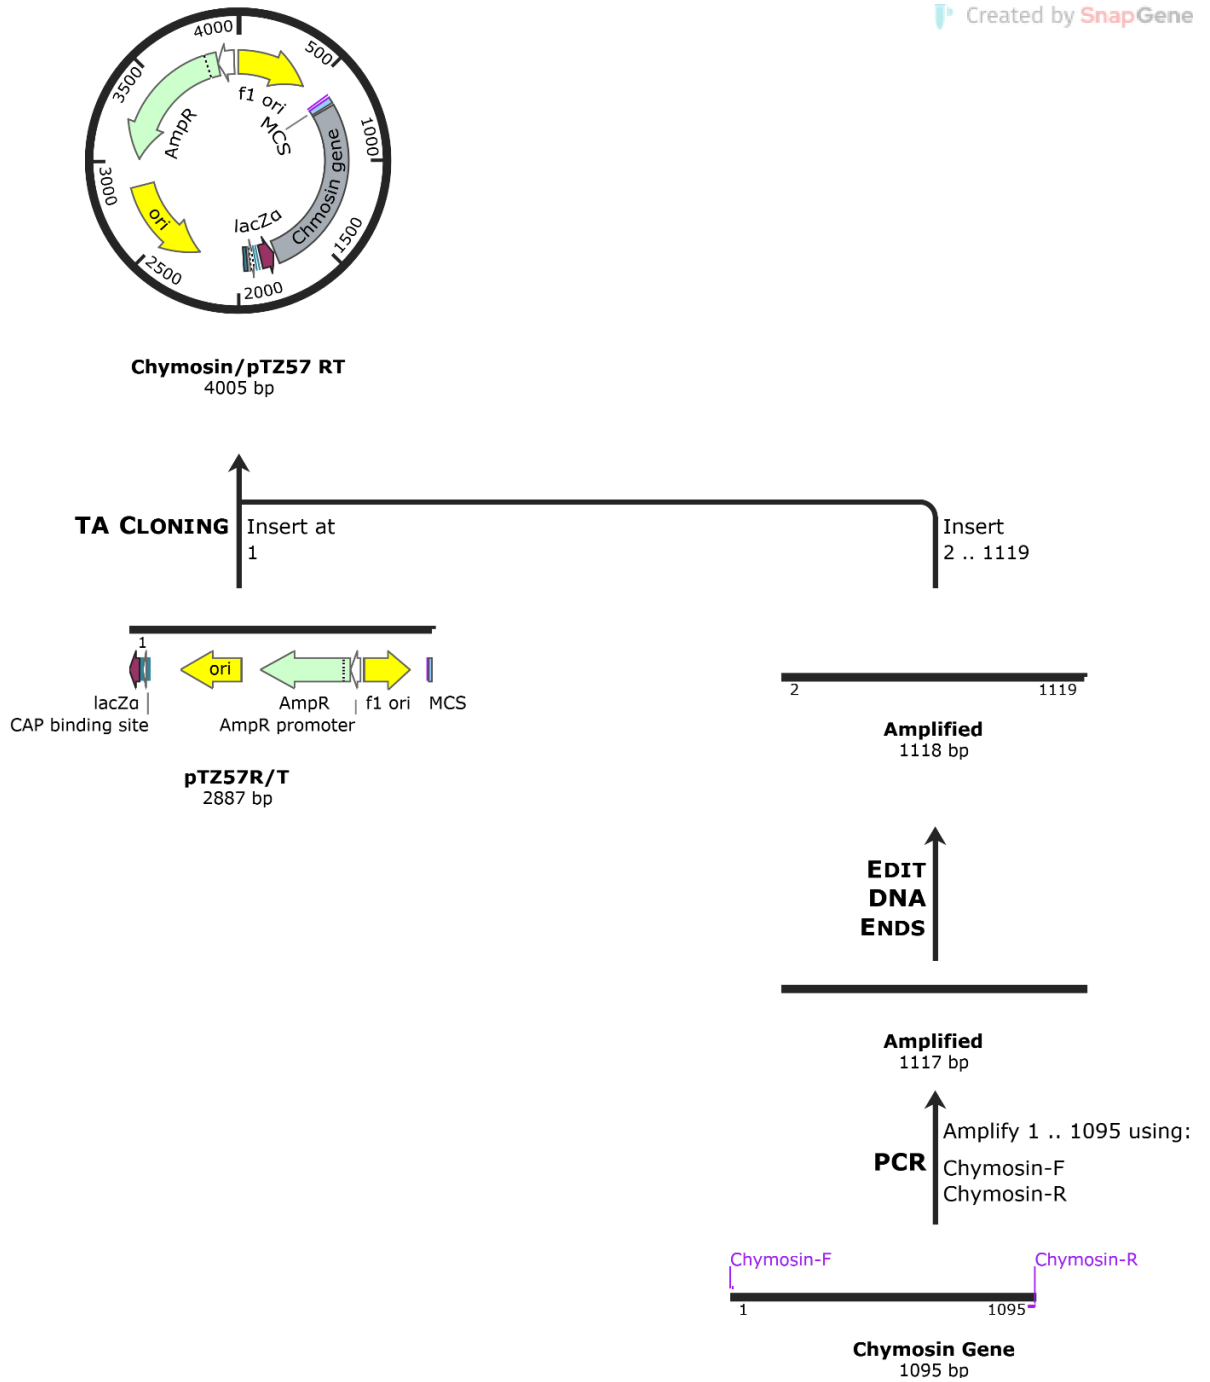 Created by SnapGene
4000
500
3500
f1 ori
MCS
AmpR
1000
Chmosin gene
3000
ori
lacZα
1500
2500
2000
Chymosin/pTZ57 RT
4005 bp
TA CLONING
Insert at
1
Insert
2 .. 1119
1
ori
lacZα
AmpR
f1 ori
MCS
CAP binding site
AmpR promoter
pTZ57R/T
2887 bp
2
1119
Amplified
1118 bp
EDIT
DNA
ENDS
Amplified
1117 bp
PCR
Amplify 1 .. 1095 using:
Chymosin-F
Chymosin-R
Chymosin-F
Chymosin-R
1
1095
Chymosin Gene
1095 bp